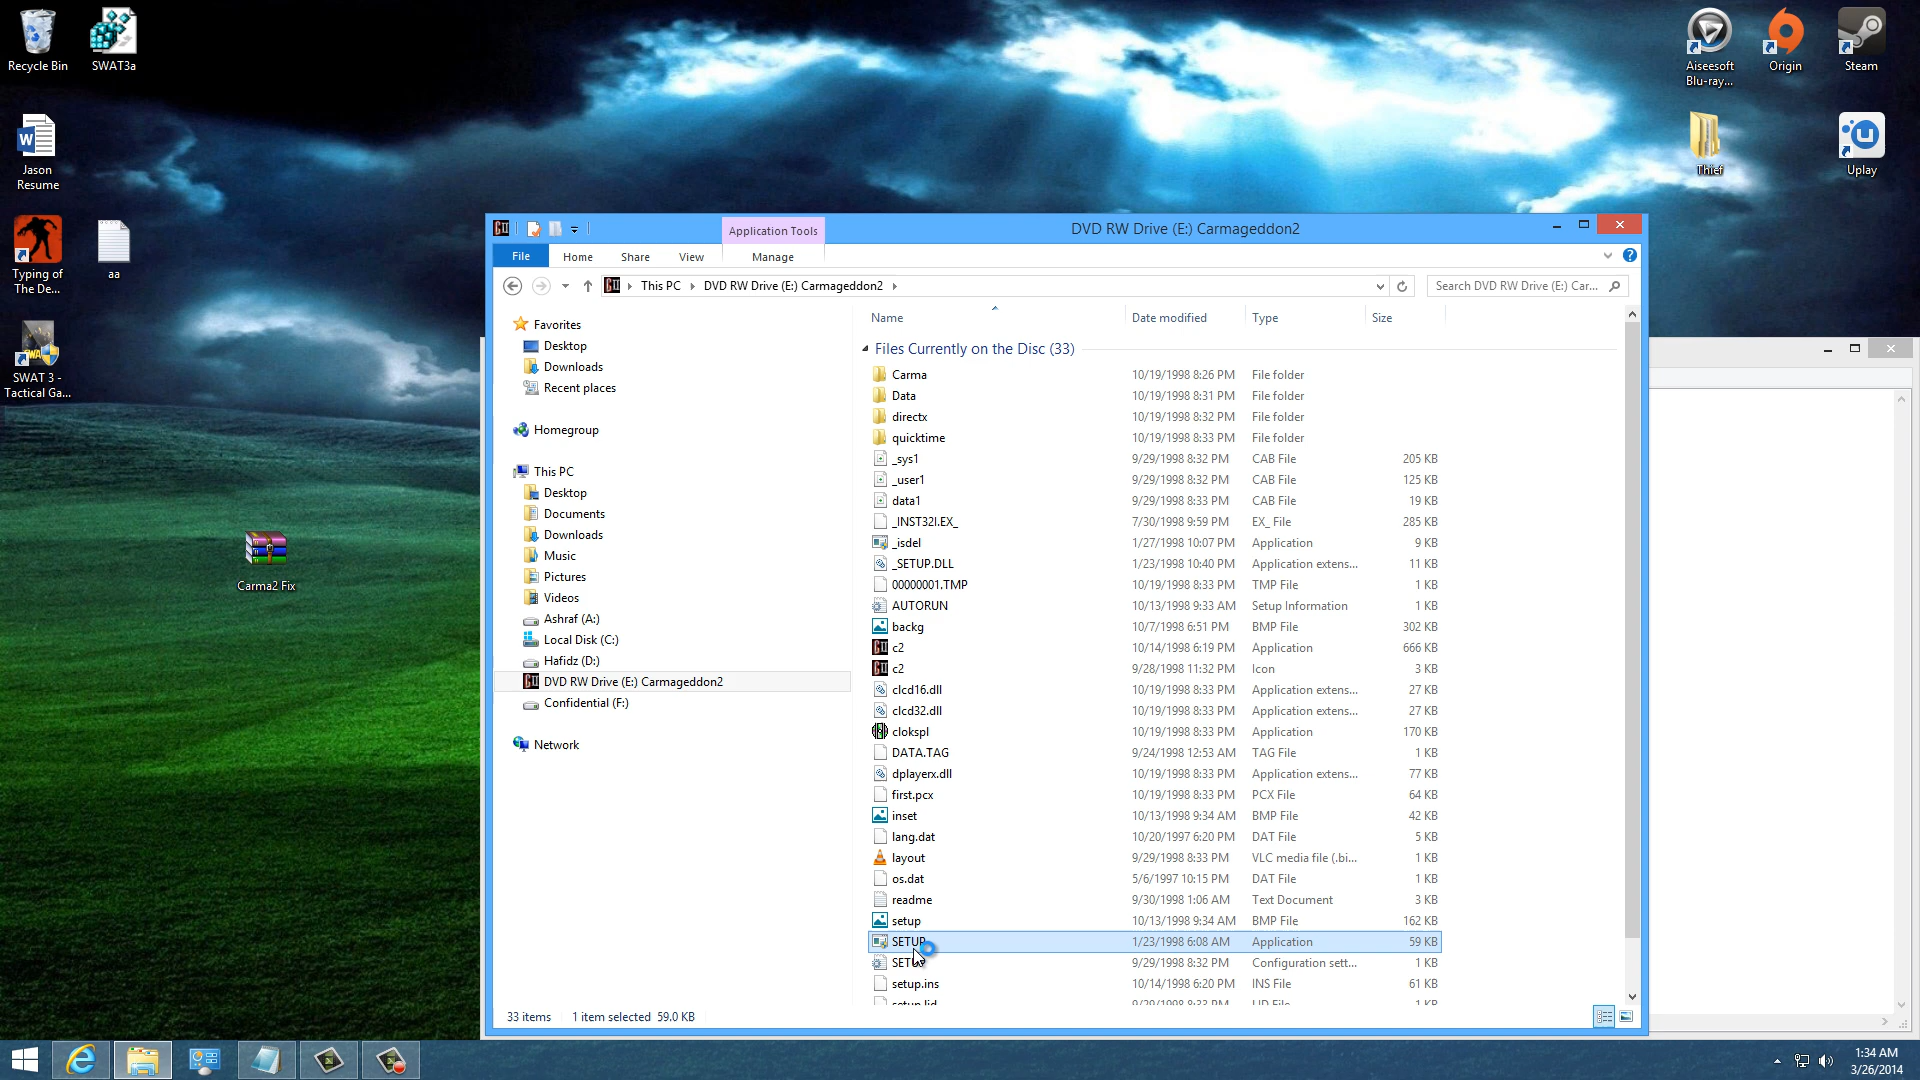 Recycle Bin
SWAT3a
Jason
Resume
Typing of
The De...
aa
SWAT 3 -
Tactical Ga...
Carma2 Fix
Aiseesoft
Blu-ray...
Origin
Steam
Thief
Uplay
Application Tools
DVD RW Drive (E:) Carmageddon2
File
Home
Share
View
Manage
This PC
DVD RW Drive (E:) Carmageddon2
Search DVD RW Drive (E:) Car...
Favorites
Desktop
Downloads
Recent places
Homegroup
This PC
Desktop
Documents
Downloads
Music
Pictures
Videos
Ashraf (A:)
Local Disk (C:)
Hafidz (D:)
DVD RW Drive (E:) Carmageddon2
Confidential (F:)
Network
Name Date modified Type Size
Files Currently on the Disc (33)
Carma 10/19/1998 8:26 PM File folder
Data 10/19/1998 8:31 PM File folder
directx 10/19/1998 8:32 PM File folder
quicktime 10/19/1998 8:33 PM File folder
_sys1 9/29/1998 8:32 PM CAB File 205 KB
_user1 9/29/1998 8:32 PM CAB File 125 KB
data1 9/29/1998 8:33 PM CAB File 19 KB
_INST32I.EX_ 7/30/1998 9:59 PM EX_ File 285 KB
_isdel 1/27/1998 10:07 PM Application 9 KB
_SETUP.DLL 1/23/1998 10:40 PM Application extens... 11 KB
00000001.TMP 10/19/1998 8:33 PM TMP File 1 KB
AUTORUN 10/13/1998 9:33 AM Setup Information 1 KB
backg 10/7/1998 6:51 PM BMP File 302 KB
c2 10/14/1998 6:19 PM Application 666 KB
c2 9/28/1998 11:32 PM Icon 3 KB
clcd16.dll 10/19/1998 8:33 PM Application extens... 27 KB
clcd32.dll 10/19/1998 8:33 PM Application extens... 27 KB
clokspl 10/19/1998 8:33 PM Application 170 KB
DATA.TAG 9/24/1998 12:53 AM TAG File 1 KB
dplayerx.dll 10/19/1998 8:33 PM Application extens... 77 KB
first.pcx 10/19/1998 8:33 PM PCX File 64 KB
inset 10/13/1998 9:34 AM BMP File 42 KB
lang.dat 10/20/1997 6:20 PM DAT File 5 KB
layout 9/29/1998 8:33 PM VLC media file (.bi... 1 KB
os.dat 5/6/1997 10:15 PM DAT File 1 KB
readme 9/30/1998 1:06 AM Text Document 3 KB
setup 10/13/1998 9:34 AM BMP File 162 KB
SETUP 1/23/1998 6:08 AM Application 59 KB
SETUP 9/29/1998 8:32 PM Configuration sett... 1 KB
setup.ins 10/14/1998 6:20 PM INS File 61 KB
setup.lid 9/29/1998 8:33 PM LID File 1 KB
33 items 1 item selected 59.0 KB
1:34 AM
3/26/2014